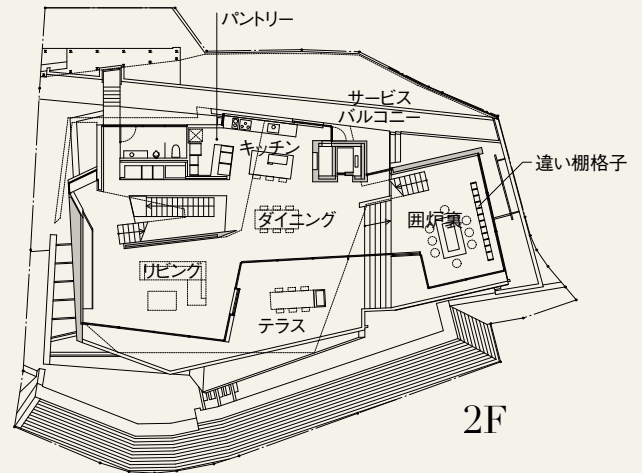 パントリー
サービス
バルコニー
キッチン
違い棚格子
ダイニング
囲炉裏
リビング
テラス
2F